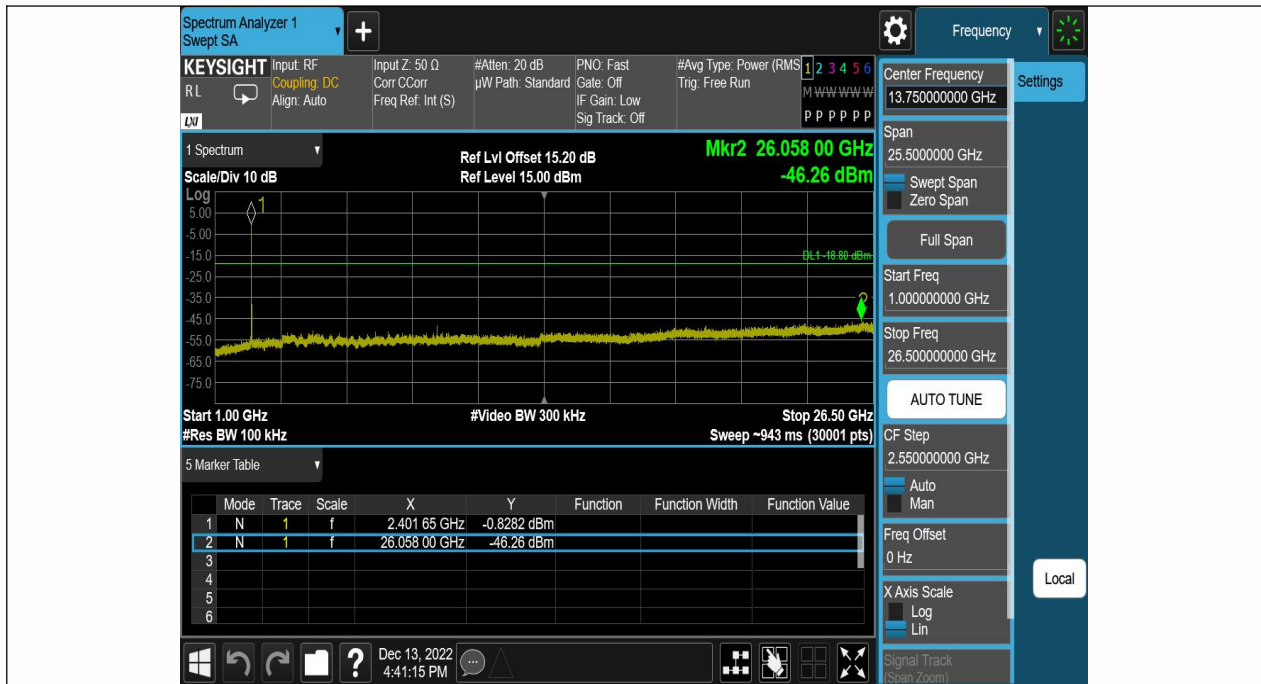 Spectrum Analyzer 1
Swept SA
+
Frequency
KEYSIGHT
R L
LXI
Input: RF
Coupling: DC
Align: Auto
Input Z: 50 Ω
Corr CCorr
Freq Ref: Int (S)
#Atten: 20 dB
µW Path: Standard
PNO: Fast
Gate: Off
IF Gain: Low
Sig Track: Off
#Avg Type: Power (RMS
Trig: Free Run
1 2 3 4 5 6
M W W W W W
P P P P P P
1 Spectrum
Scale/Div 10 dB
Ref Lvl Offset 15.20 dB
Ref Level 15.00 dBm
Mkr2 26.058 00 GHz
-46.26 dBm
Log
5.00
-5.00
-15.0
-25.0
-35.0
-45.0
-55.0
-65.0
-75.0
1
DL1 -18.80 dBm
2
Start 1.00 GHz
#Res BW 100 kHz
#Video BW 300 kHz
Stop 26.50 GHz
Sweep ~943 ms (30001 pts)
5 Marker Table
Mode Trace Scale X Y Function Function Width Function Value
1 N 1 f 2.401 65 GHz -0.8282 dBm
2 N 1 f 26.058 00 GHz -46.26 dBm
3
4
5
6
?
Dec 13, 2022
4:41:15 PM
Center Frequency
13.750000000 GHz
Span
25.5000000 GHz
Swept Span
Zero Span
Full Span
Start Freq
1.000000000 GHz
Stop Freq
26.500000000 GHz
AUTO TUNE
CF Step
2.550000000 GHz
Auto
Man
Freq Offset
0 Hz
X Axis Scale
Log
Lin
Signal Track
(Span Zoom)
Settings
Local